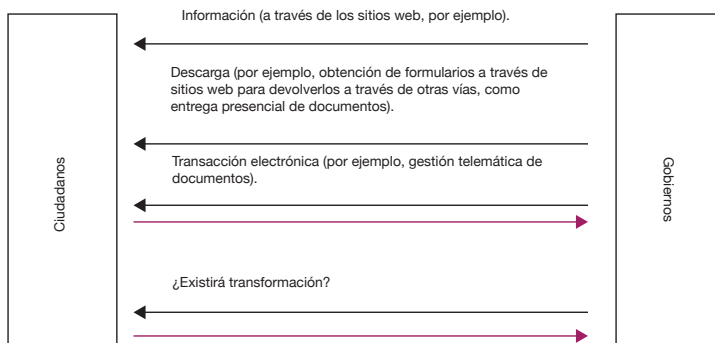 Información (a través de los sitios web, por ejemplo).
Descarga (por ejemplo, obtención de formularios a través de
sitios web para devolverlos a través de otras vías, como
entrega presencial de documentos).
Transacción electrónica (por ejemplo, gestión telemática de
documentos).
¿Existirá transformación?
Ciudadanos
Gobiernos